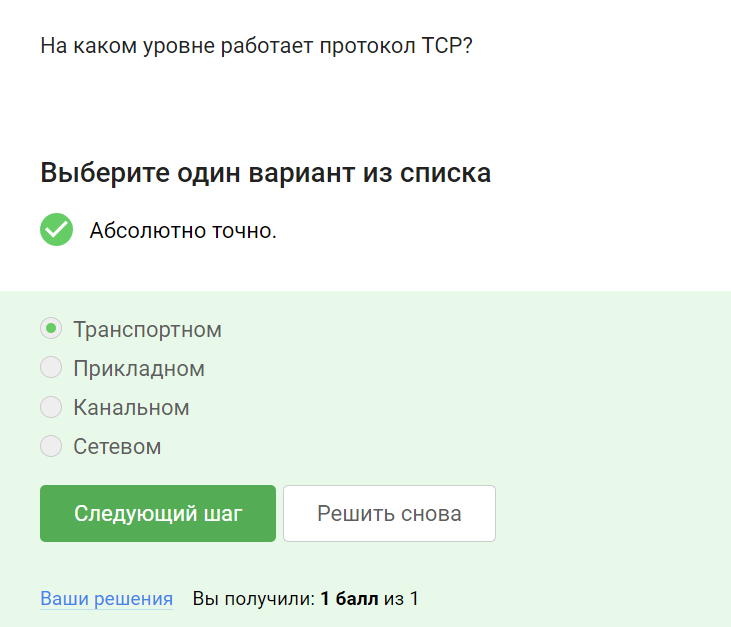 На каком уровне работает протокол TCP?
Выберите один вариант из списка
Абсолютно точно.
Транспортном
Прикладном
Канальном
Сетевом
Следующий шаг Решить снова
Ваши решения Вы получили: 1 балл из 1